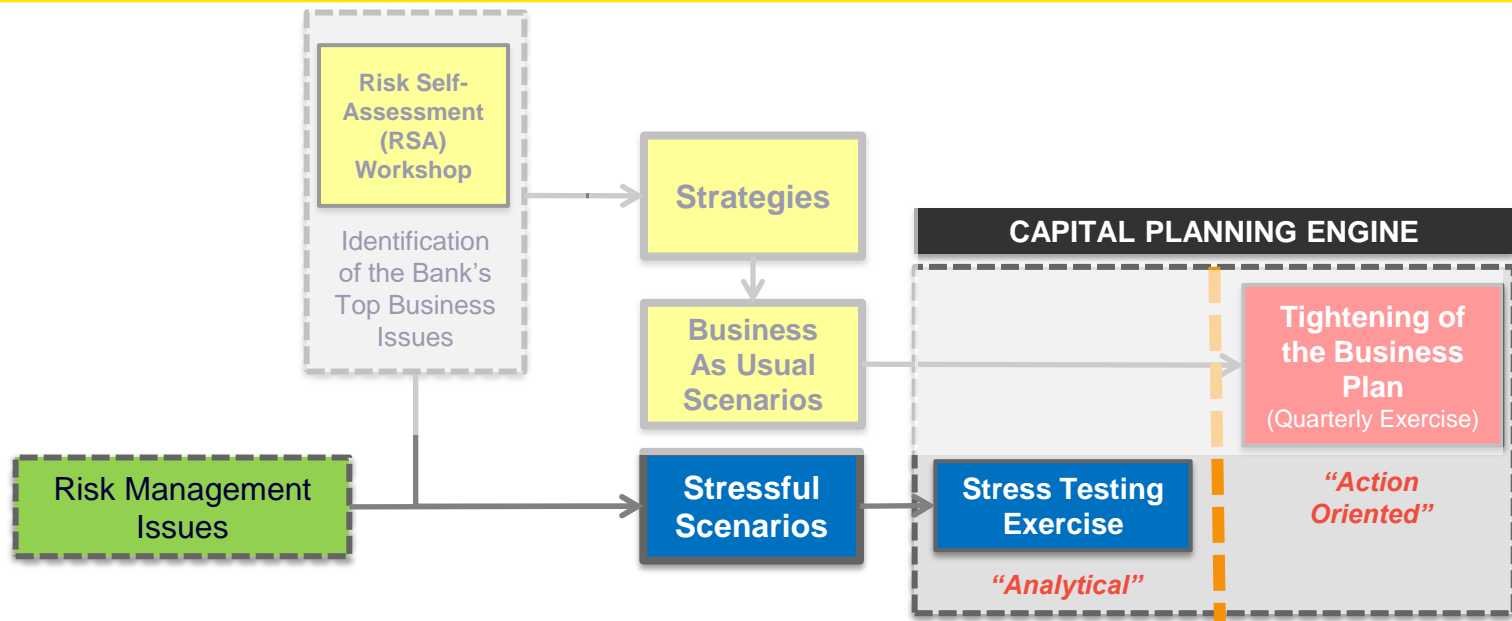 Risk Self-
Assessment
(RSA)
Workshop
Identification
of the Bank’s
Top Business
Issues
Strategies
Business
As Usual
Scenarios
CAPITAL PLANNING ENGINE
Tightening of
the Business
Plan
(Quarterly Exercise)
Risk Management
Issues
Stressful
Scenarios
Stress Testing
Exercise
“Analytical”
“Action
Oriented”